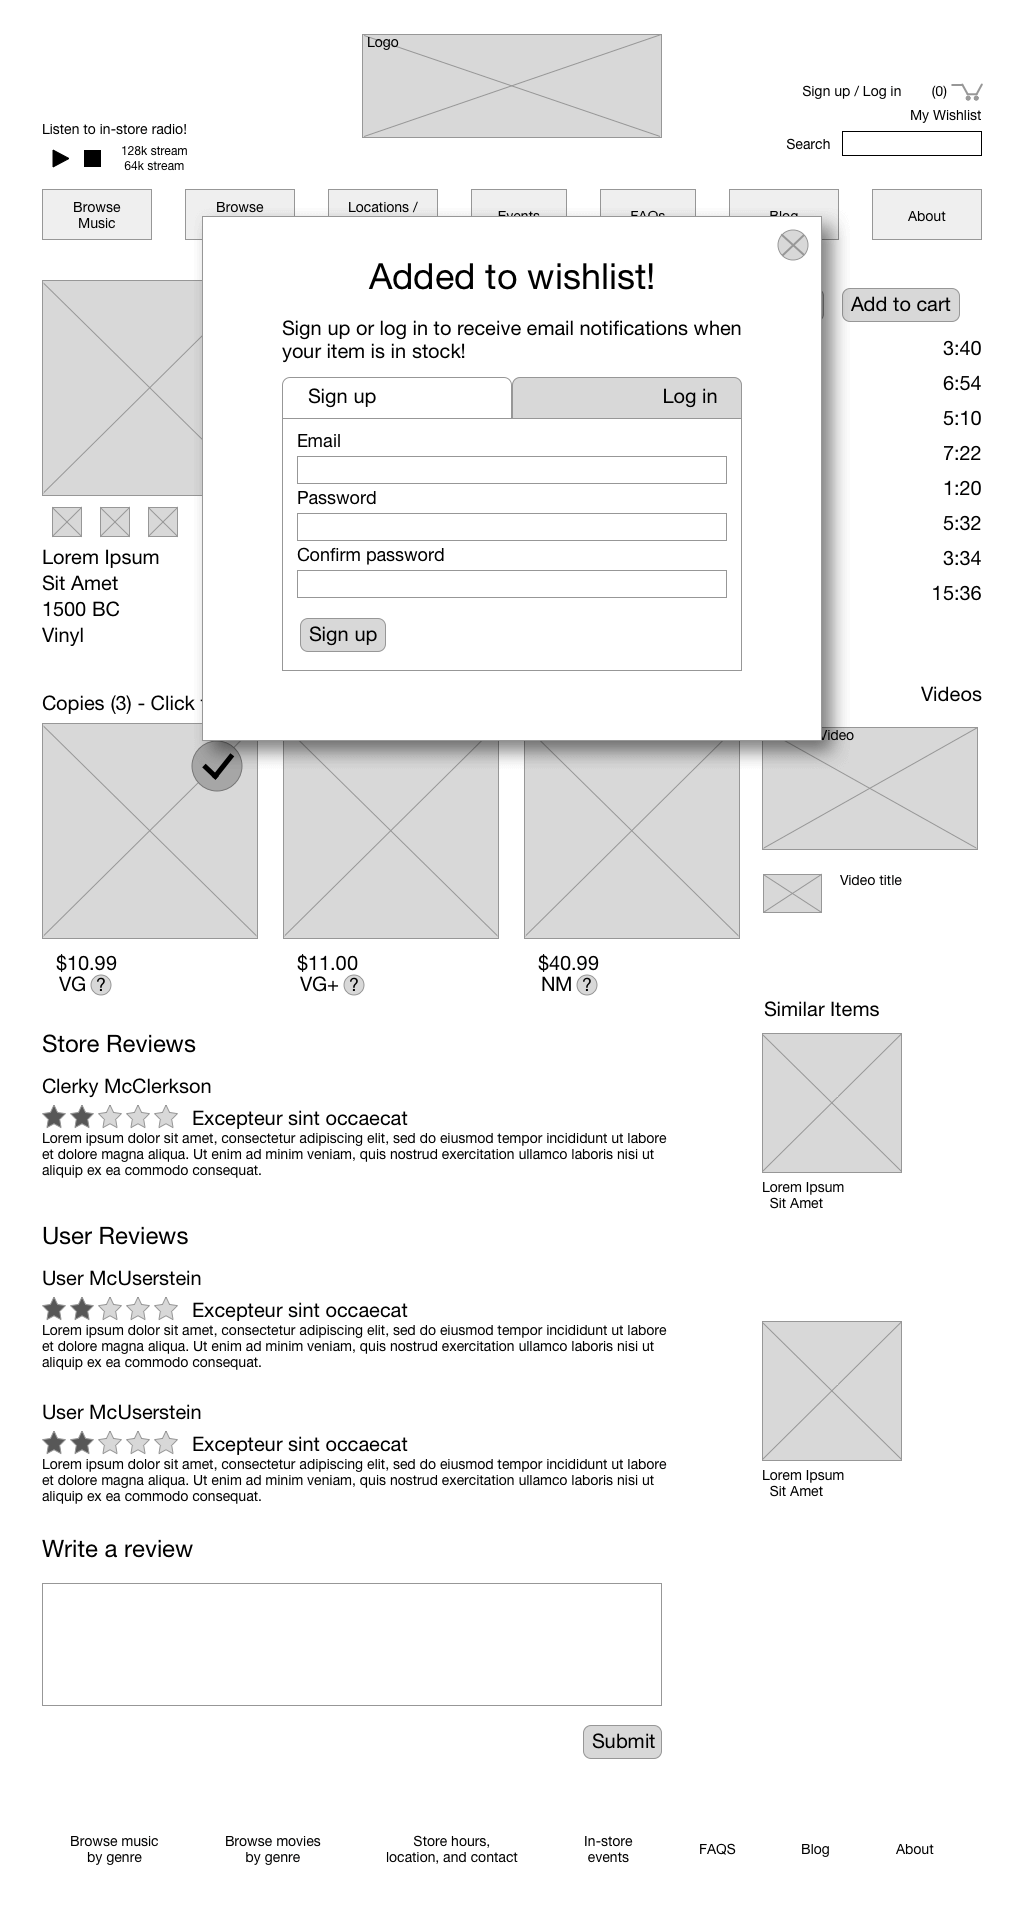 Logo
Sign up / Log in
(0)
My Wishlist
Listen to in-store radio!
128k stream
64k stream
Search
Browse
Music
Browse
Locations /
Events
FAQs
Blog
About
Added to wishlist!
Sign up or log in to receive email notifications when
your item is in stock!
Sign up
Log in
Email
Password
Confirm password
Sign up
Add to cart
3:40
6:54
5:10
7:22
1:20
5:32
3:34
15:36
Lorem Ipsum
Sit Amet
1500 BC
Vinyl
Copies (3) - Click
Videos
Video
Video title
$10.99
VG ?
$11.00
VG+ ?
$40.99
NM ?
Similar Items
Lorem Ipsum
Sit Amet
Lorem Ipsum
Sit Amet
Store Reviews
Clerky McClerkson
Excepteur sint occaecat
Lorem ipsum dolor sit amet, consectetur adipiscing elit, sed do eiusmod tempor incididunt ut labore
et dolore magna aliqua. Ut enim ad minim veniam, quis nostrud exercitation ullamco laboris nisi ut
aliquip ex ea commodo consequat.
User Reviews
User McUserstein
Excepteur sint occaecat
Lorem ipsum dolor sit amet, consectetur adipiscing elit, sed do eiusmod tempor incididunt ut labore
et dolore magna aliqua. Ut enim ad minim veniam, quis nostrud exercitation ullamco laboris nisi ut
aliquip ex ea commodo consequat.
User McUserstein
Excepteur sint occaecat
Lorem ipsum dolor sit amet, consectetur adipiscing elit, sed do eiusmod tempor incididunt ut labore
et dolore magna aliqua. Ut enim ad minim veniam, quis nostrud exercitation ullamco laboris nisi ut
aliquip ex ea commodo consequat.
Write a review
Submit
Browse music
by genre
Browse movies
by genre
Store hours,
location, and contact
In-store
events
FAQS
Blog
About